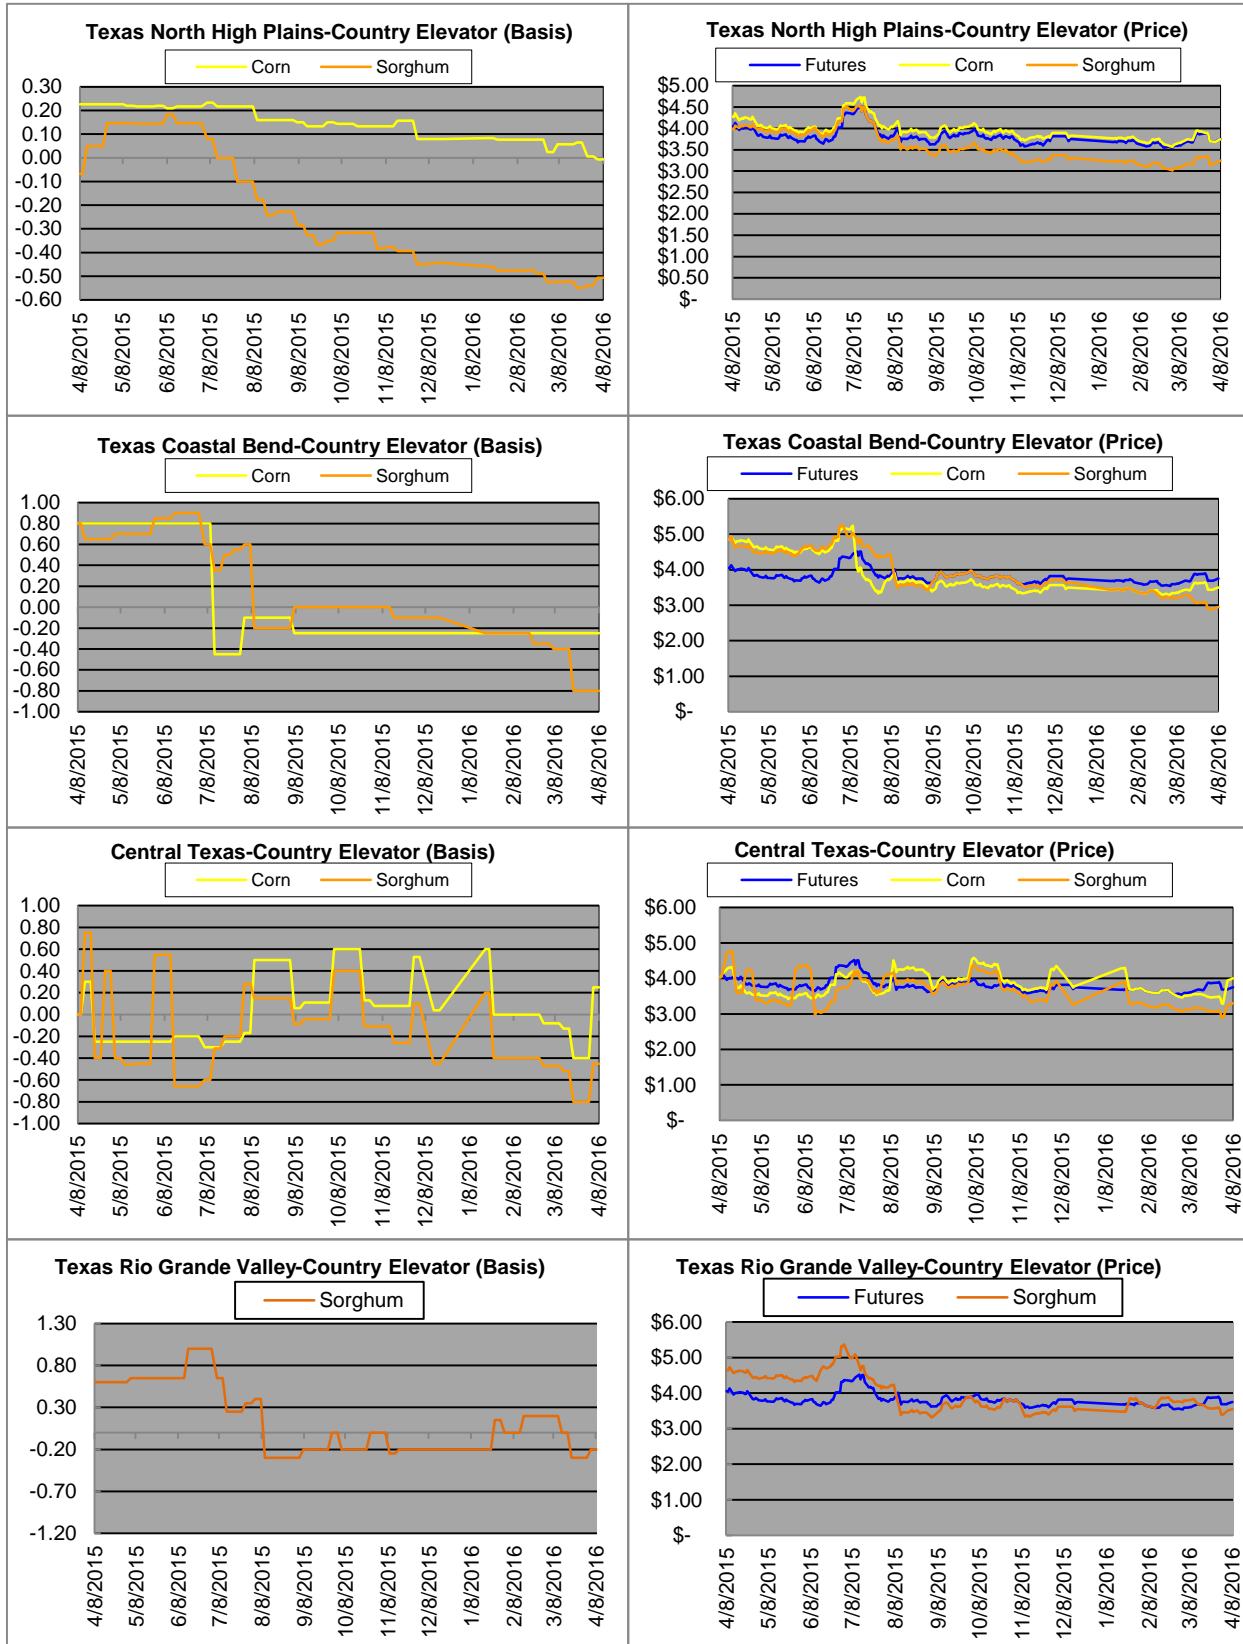 Texas North High Plains-Country Elevator (Basis)
Corn Sorghum
0.30
0.20
0.10
0.00
-0.10
-0.20
-0.30
-0.40
-0.50
-0.60
4/8/2015 5/8/2015 6/8/2015 7/8/2015 8/8/2015 9/8/2015 10/8/2015 11/8/2015 12/8/2015 1/8/2016 2/8/2016 3/8/2016 4/8/2016
Texas North High Plains-Country Elevator (Price)
Futures Corn Sorghum
$5.00
$4.50
$4.00
$3.50
$3.00
$2.50
$2.00
$1.50
$1.00
$0.50
$-
4/8/2015 5/8/2015 6/8/2015 7/8/2015 8/8/2015 9/8/2015 10/8/2015 11/8/2015 12/8/2015 1/8/2016 2/8/2016 3/8/2016 4/8/2016
Texas Coastal Bend-Country Elevator (Basis)
Corn Sorghum
1.00
0.80
0.60
0.40
0.20
0.00
-0.20
-0.40
-0.60
-0.80
-1.00
4/8/2015 5/8/2015 6/8/2015 7/8/2015 8/8/2015 9/8/2015 10/8/2015 11/8/2015 12/8/2015 1/8/2016 2/8/2016 3/8/2016 4/8/2016
Texas Coastal Bend-Country Elevator (Price)
Futures Corn Sorghum
$6.00
$5.00
$4.00
$3.00
$2.00
$1.00
$-
4/8/2015 5/8/2015 6/8/2015 7/8/2015 8/8/2015 9/8/2015 10/8/2015 11/8/2015 12/8/2015 1/8/2016 2/8/2016 3/8/2016 4/8/2016
Central Texas-Country Elevator (Basis)
Corn Sorghum
1.00
0.80
0.60
0.40
0.20
0.00
-0.20
-0.40
-0.60
-0.80
-1.00
4/8/2015 5/8/2015 6/8/2015 7/8/2015 8/8/2015 9/8/2015 10/8/2015 11/8/2015 12/8/2015 1/8/2016 2/8/2016 3/8/2016 4/8/2016
Central Texas-Country Elevator (Price)
Futures Corn Sorghum
$6.00
$5.00
$4.00
$3.00
$2.00
$1.00
$-
4/8/2015 5/8/2015 6/8/2015 7/8/2015 8/8/2015 9/8/2015 10/8/2015 11/8/2015 12/8/2015 1/8/2016 2/8/2016 3/8/2016 4/8/2016
Texas Rio Grande Valley-Country Elevator (Basis)
Sorghum
1.30
0.80
0.30
-0.20
-0.70
-1.20
4/8/2015 5/8/2015 6/8/2015 7/8/2015 8/8/2015 9/8/2015 10/8/2015 11/8/2015 12/8/2015 1/8/2016 2/8/2016 3/8/2016 4/8/2016
Texas Rio Grande Valley-Country Elevator (Price)
Futures Sorghum
$6.00
$5.00
$4.00
$3.00
$2.00
$1.00
$-
4/8/2015 5/8/2015 6/8/2015 7/8/2015 8/8/2015 9/8/2015 10/8/2015 11/8/2015 12/8/2015 1/8/2016 2/8/2016 3/8/2016 4/8/2016